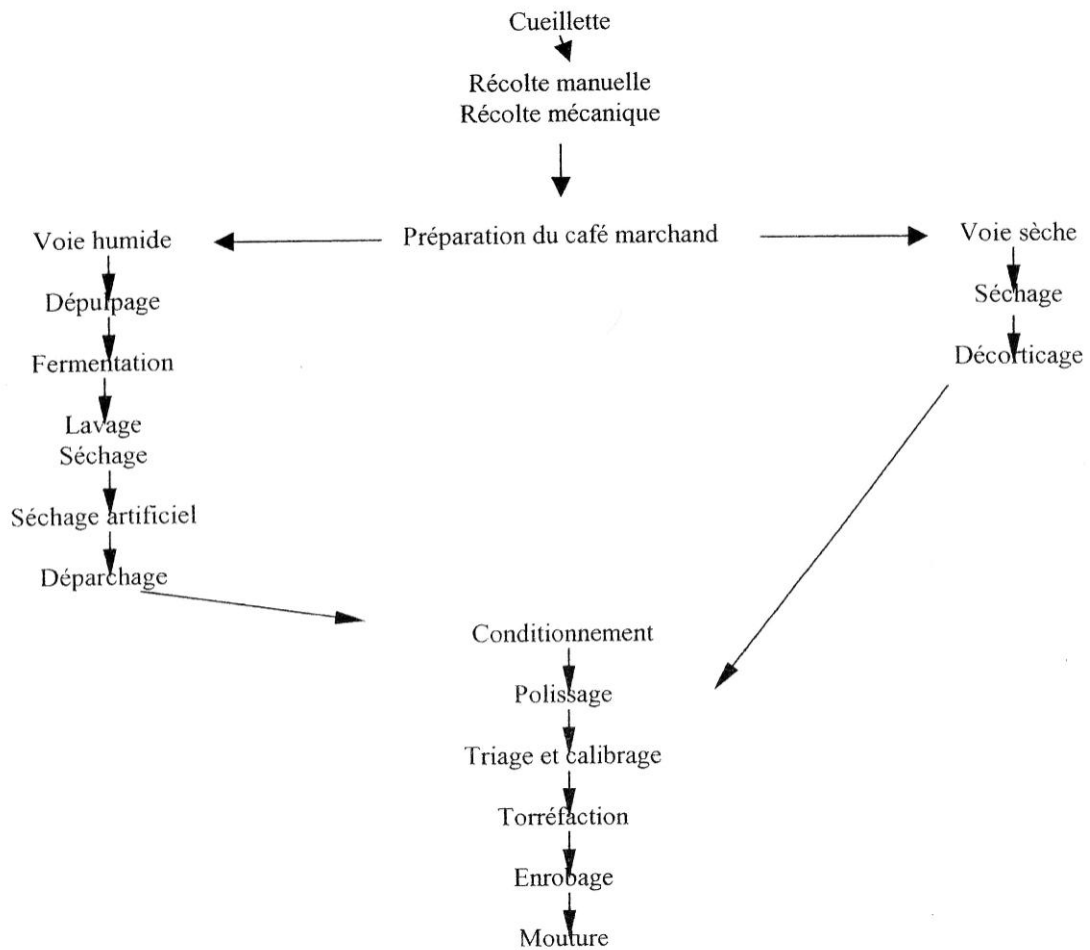 Cueillette
Récolte manuelle
Récolte mécanique
Voie humide
Préparation du café marchand
Voie sèche
Dépulpage
Séchage
Fermentation
Décorticage
Lavage
Séchage
Séchage artificiel
Déparchage
Conditionnement
Polissage
Triage et calibrage
Torréfaction
Enrobage
Mouture